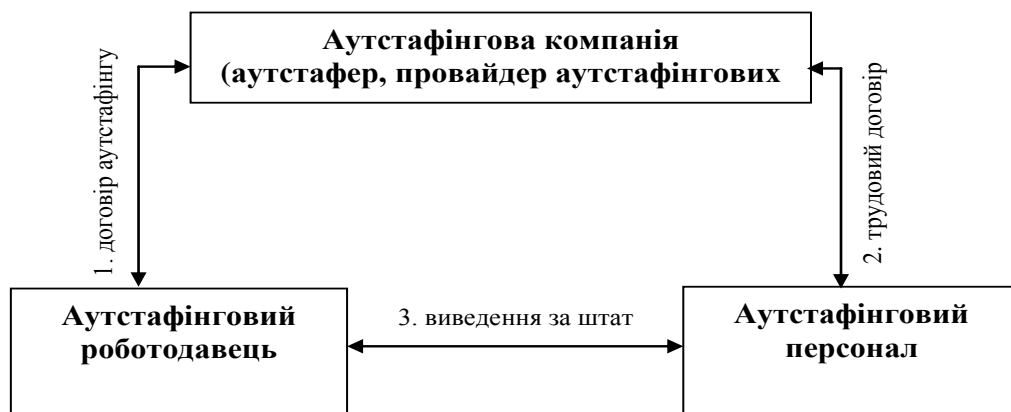 Аутстафінгова компанія
(аутстафер, провайдер аутстафінгових
1. договір аутстафінгу
2. трудовий договір
Аутстафінговий
роботодавець
3. виведення за штат
Аутстафінговий
персонал